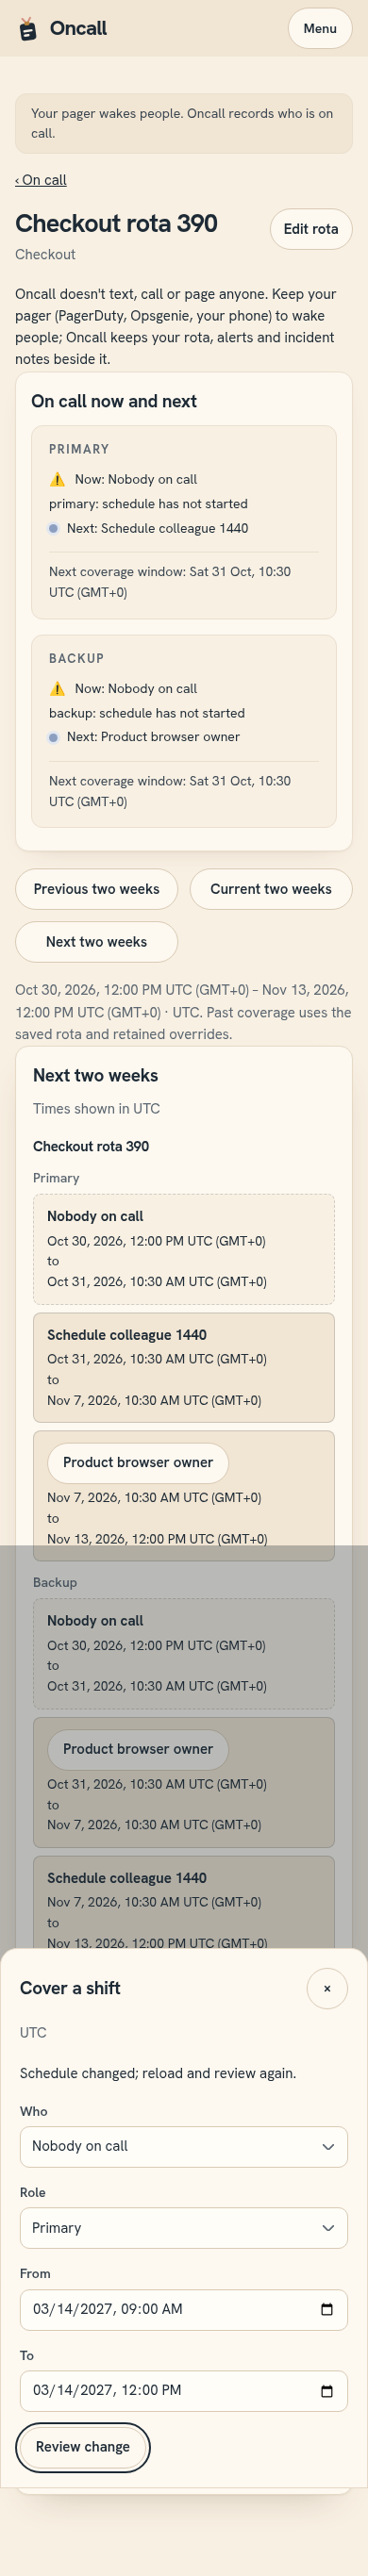 Oncall
Menu
Your pager wakes people. Oncall records who is on
call.
‹ On call
Checkout rota 390
Edit rota
Checkout
Oncall doesn't text, call or page anyone. Keep your
pager (PagerDuty, Opsgenie, your phone) to wake
people; Oncall keeps your rota, alerts and incident
notes beside it.
On call now and next
PRIMARY
⚠️ Now: Nobody on call
primary: schedule has not started
Next: Schedule colleague 1440
Next coverage window: Sat 31 Oct, 10:30
UTC (GMT+0)
BACKUP
⚠️ Now: Nobody on call
backup: schedule has not started
Next: Product browser owner
Next coverage window: Sat 31 Oct, 10:30
UTC (GMT+0)
Previous two weeks
Current two weeks
Next two weeks
Oct 30, 2026, 12:00 PM UTC (GMT+0) – Nov 13, 2026,
12:00 PM UTC (GMT+0) · UTC. Past coverage uses the
saved rota and retained overrides.
Next two weeks
Times shown in UTC
Checkout rota 390
Primary
Nobody on call
Oct 30, 2026, 12:00 PM UTC (GMT+0)
to
Oct 31, 2026, 10:30 AM UTC (GMT+0)
Schedule colleague 1440
Oct 31, 2026, 10:30 AM UTC (GMT+0)
to
Nov 7, 2026, 10:30 AM UTC (GMT+0)
Product browser owner
Nov 7, 2026, 10:30 AM UTC (GMT+0)
to
Nov 13, 2026, 12:00 PM UTC (GMT+0)
Backup
Nobody on call
Oct 30, 2026, 12:00 PM UTC (GMT+0)
to
Oct 31, 2026, 10:30 AM UTC (GMT+0)
Product browser owner
Oct 31, 2026, 10:30 AM UTC (GMT+0)
to
Nov 7, 2026, 10:30 AM UTC (GMT+0)
Schedule colleague 1440
Nov 7, 2026, 10:30 AM UTC (GMT+0)
to
Nov 13, 2026, 12:00 PM UTC (GMT+0)
Cover a shift
×
UTC
Schedule changed; reload and review again.
Who
Nobody on call
Role
Primary
From
03/14/2027, 09:00 AM
To
03/14/2027, 12:00 PM
Review change